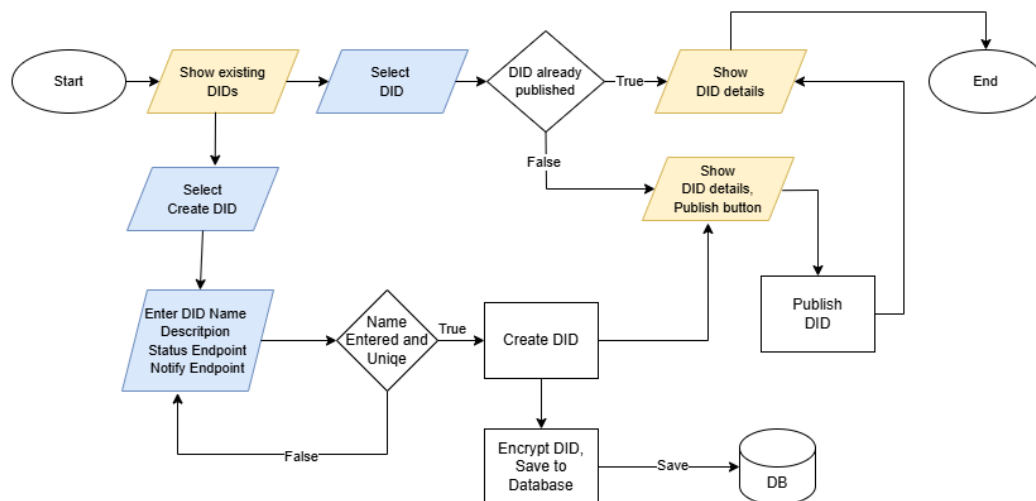 Start
Show existing
DIDs
Select
DID
DID already
published
True
Show
DID details
End
False
Show
DID details,
Publish button
Select
Create DID
Publish
DID
Enter DID Name
Descritpion
Status Endpoint
Notify Endpoint
Name
Entered and
Uniqe
True
Create DID
False
Encrypt DID,
Save to
Database
Save
DB